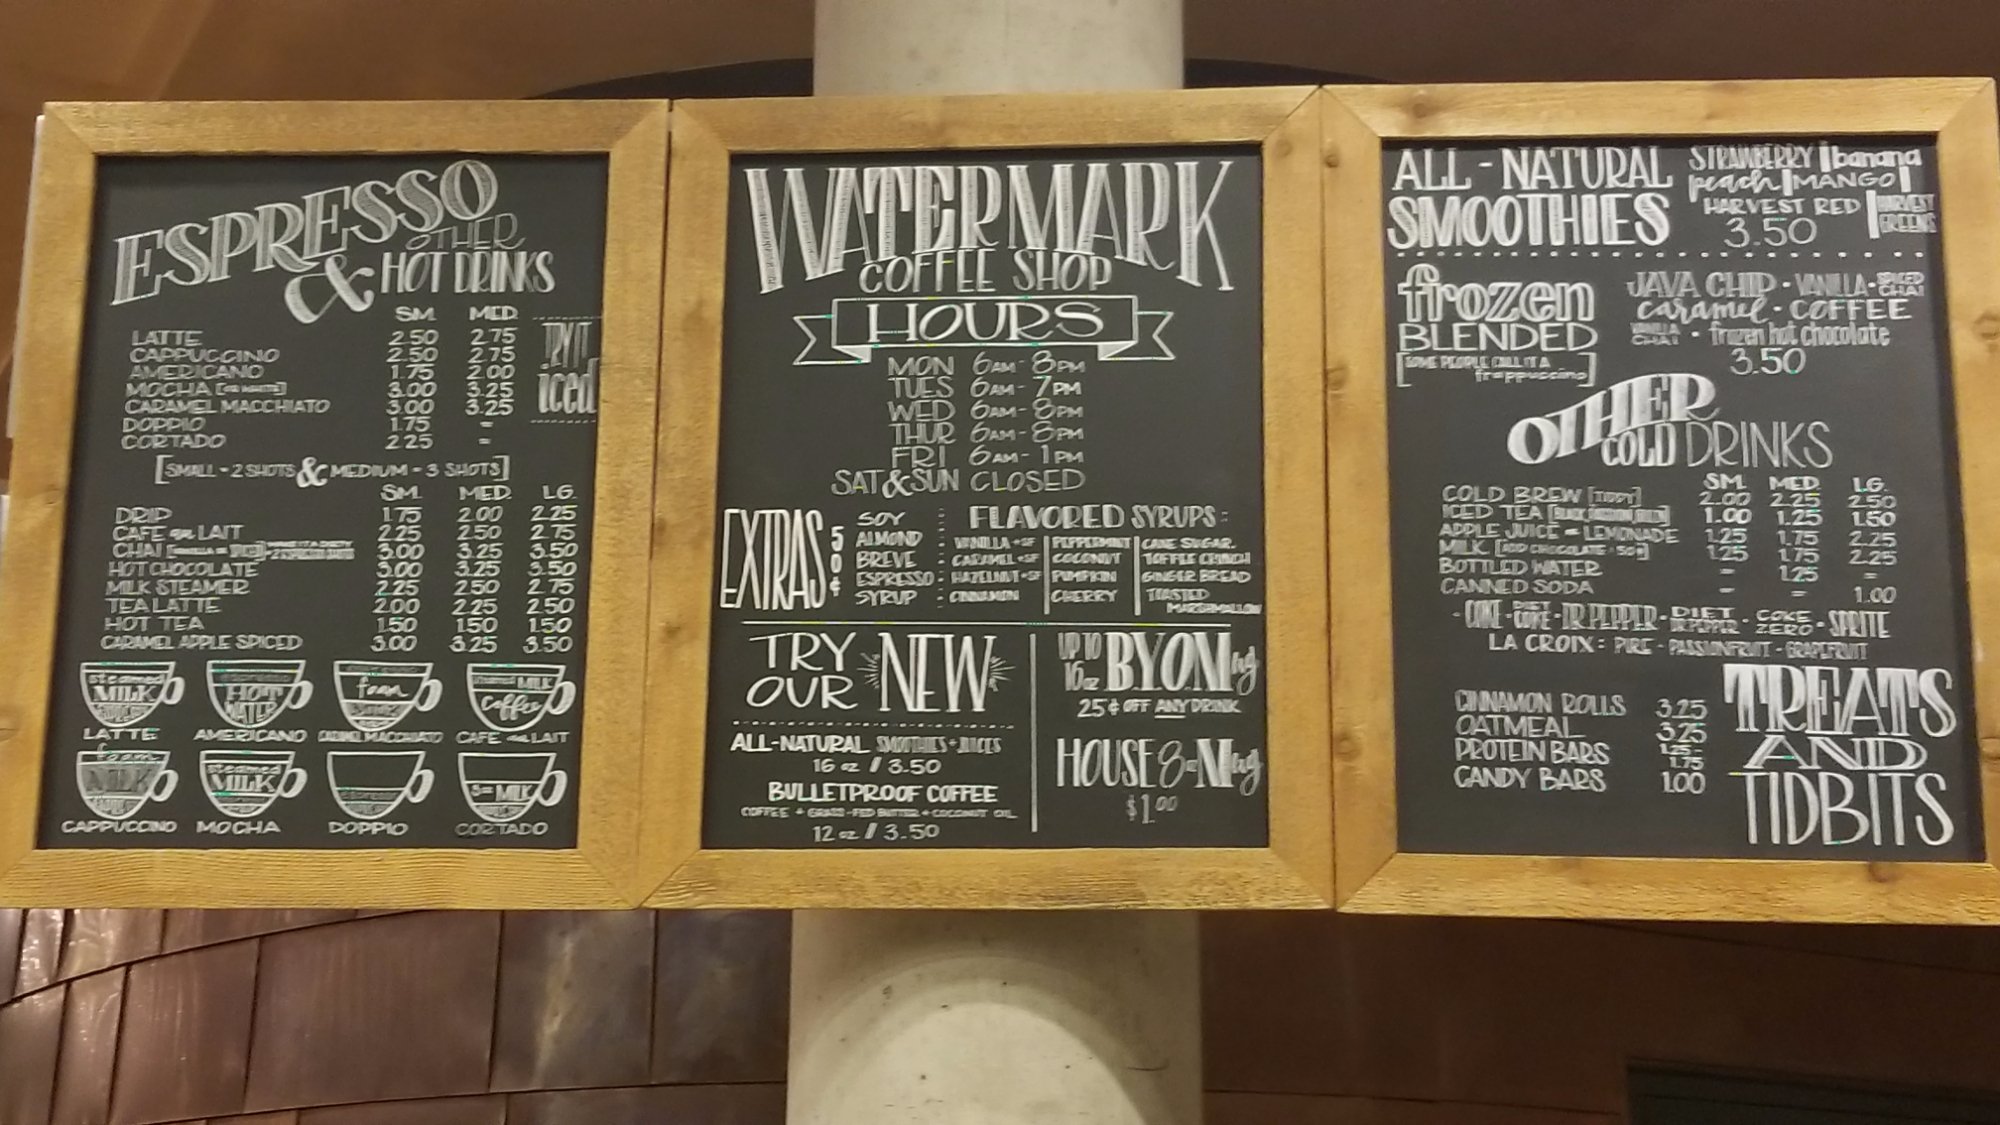 ESPRESSO
& OTHER
HOT DRINKS
SM. MED.
LATTE 2.50 2.75
CAPPUCCINO 2.50 2.75
AMERICANO 1.75 2.00
MOCHA [OR WHITE] 3.00 3.25
CARAMEL MACCHIATO 3.00 3.25
DOPPIO 1.75 -
CORTADO 2.25 -
TRY IT
iced
[SMALL - 2 SHOTS & MEDIUM - 3 SHOTS]
SM. MED. LG.
DRIP 1.75 2.00 2.25
CAFE au LAIT 2.25 2.50 2.75
CHAI 3.00 3.25 3.50
HOT CHOCOLATE 3.00 3.25 3.50
MILK STEAMER 2.25 2.50 2.75
TEA LATTE 2.00 2.25 2.50
HOT TEA 1.50 1.50 1.50
CARAMEL APPLE SPICED 3.00 3.25 3.50
steamed MILK
LATTE
espresso HOT WATER
AMERICANO
foam
CARAMEL MACCHIATO
MILK Coffee
CAFE au LAIT
foam MILK
CAPPUCCINO
steamed MILK
MOCHA
DOPPIO
MILK
CORTADO
WATERMARK
COFFEE SHOP
HOURS
MON 6AM - 8PM
TUES 6AM - 7PM
WED 6AM - 8PM
THUR 6AM - 8PM
FRI 6AM - 1PM
SAT & SUN CLOSED
EXTRAS 50¢
SOY
ALMOND
BREVE
ESPRESSO
SYRUP
FLAVORED SYRUPS:
VANILLA + SF
CARAMEL + SF
HAZELNUT + SF
CINNAMON
PEPPERMINT
COCONUT
PUMPKIN
CHERRY
CANE SUGAR
TOFFEE CRUNCH
GINGER BREAD
TOASTED
MARSHMALLOW
TRY
OUR NEW
ALL-NATURAL SMOOTHIES + JUICES
16 oz // 3.50
BULLETPROOF COFFEE
COFFEE + GRASS-FED BUTTER + COCONUT OIL
12 oz // 3.50
UP TO
16oz BYON Mug
25¢ OFF ANY DRINK
HOUSE 8oz Mug
$1.00
ALL-NATURAL
SMOOTHIES
STRAWBERRY | banana
peach | MANGO |
HARVEST RED | HARVEST GREENS
3.50
frozen
BLENDED
[SOME PEOPLE CALL IT A
frappuccino]
JAVA CHIP · VANILLA · SPICED CHAI
caramel · COFFEE
VANILLA CHAI · frozen hot chocolate
3.50
OTHER
COLD DRINKS
SM. MED. LG.
COLD BREW [TODDY] 2.00 2.25 2.50
ICED TEA 1.00 1.25 1.50
APPLE JUICE LEMONADE 1.25 1.75 2.25
MILK [ADD CHOCOLATE 50¢] 1.25 1.75 2.25
BOTTLED WATER - 1.25 -
CANNED SODA - - 1.00
- COKE - DIET COKE - DR. PEPPER - DIET DR. PEPPER - COKE ZERO - SPRITE
LA CROIX: PURE - PASSIONFRUIT - GRAPEFRUIT
CINNAMON ROLLS 3.25
OATMEAL 3.25
PROTEIN BARS 1.25 - 1.75
CANDY BARS 1.00
TREATS
AND
TIDBITS